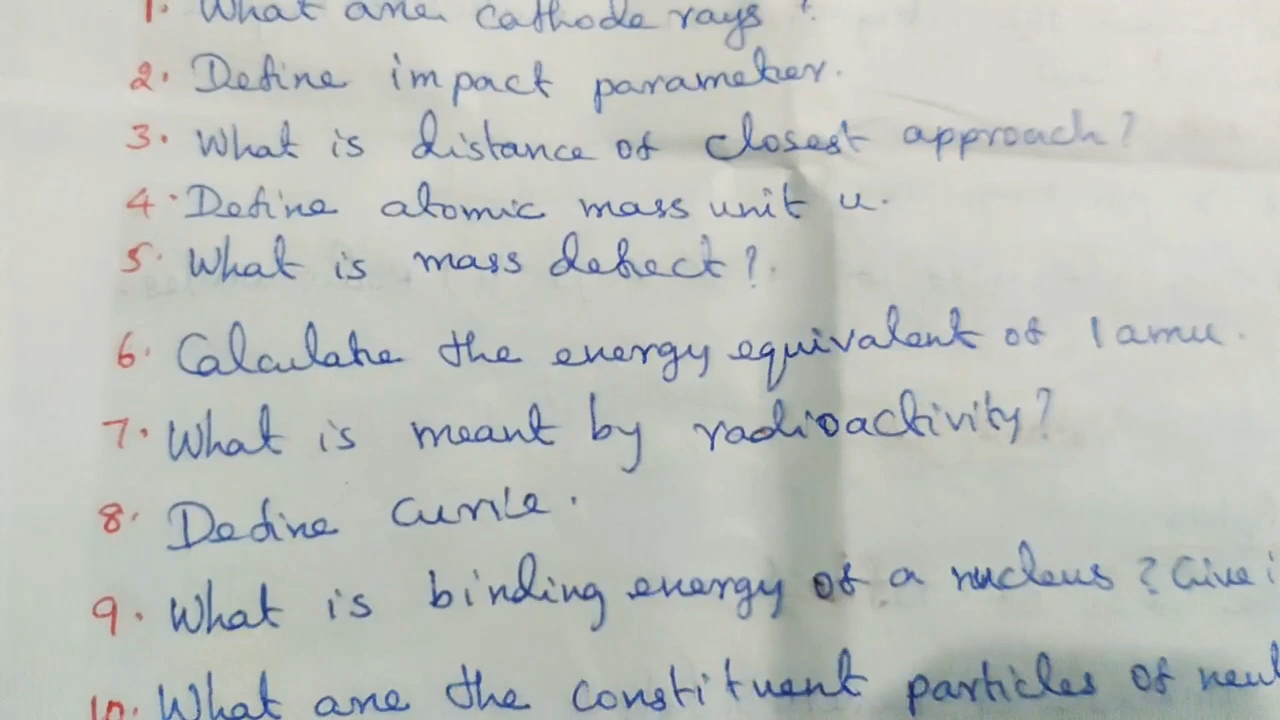 1. What are cathode rays ?
2. Define impact parameter.
3. What is distance of closest approach?
4. Define atomic mass unit u.
5. What is mass defect?.
6. Calculate the energy equivalent of 1 amu.
7. What is meant by radioactivity?
8. Define curie.
9. What is binding energy of a nucleus? Give
10. What are the constituent particles of